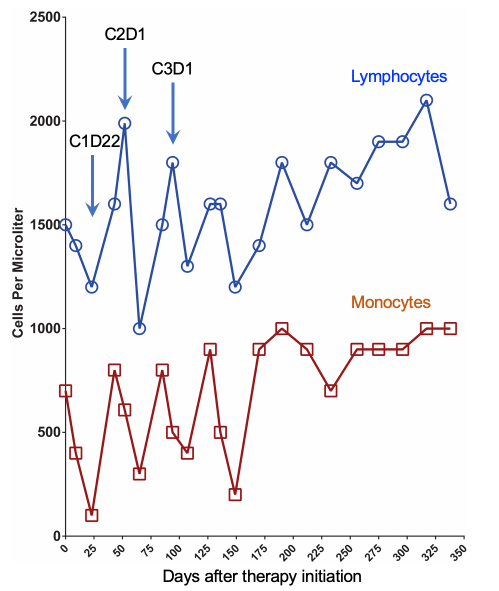 2500
C2D1
C3D1
Lymphocytes
2000
C1D22
1500
Cells Per Microliter
Monocytes
1000
500
0
0 25 50 75 100 125 150 175 200 225 250 275 300 325 350
Days after therapy initiation